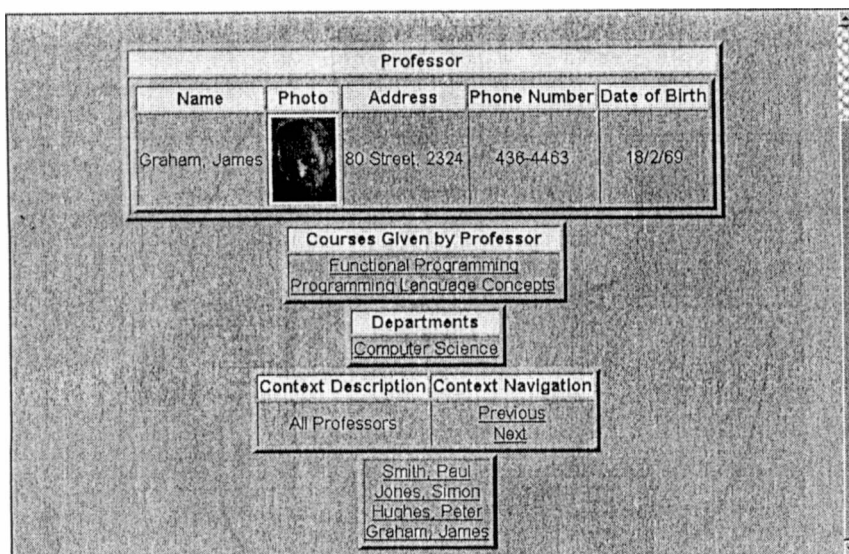 Professor
Name Photo Address Phone Number Date of Birth
Graham, James 80 Street, 2324 436-4463 18/2/69
Courses Given by Professor
Functional Programming
Programming Language Concepts
Departments
Computer Science
Context Description Context Navigation
All Professors Previous
Next
Smith, Paul
Jones, Simon
Hughes, Peter
Graham, James